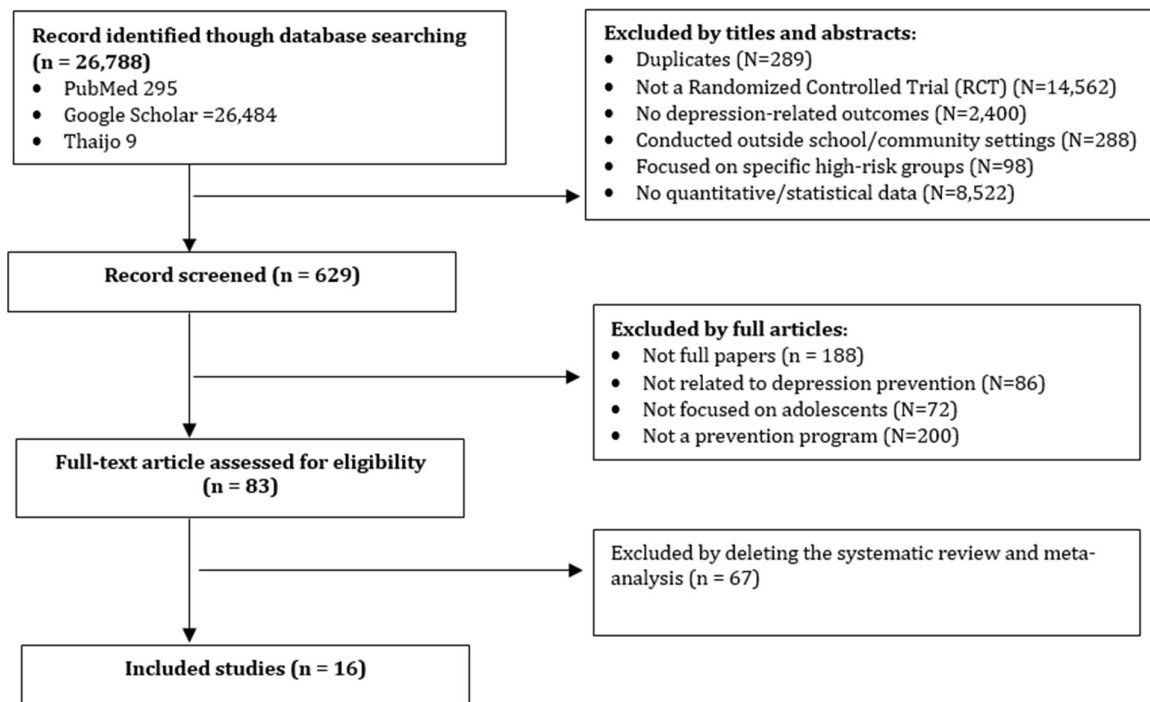 Record identified though database searching
(n = 26,788)
• PubMed 295
• Google Scholar =26,484
• Thaijo 9
Excluded by titles and abstracts:
• Duplicates (N=289)
• Not a Randomized Controlled Trial (RCT) (N=14,562)
• No depression-related outcomes (N=2,400)
• Conducted outside school/community settings (N=288)
• Focused on specific high-risk groups (N=98)
• No quantitative/statistical data (N=8,522)
Record screened (n = 629)
Excluded by full articles:
• Not full papers (n = 188)
• Not related to depression prevention (N=86)
• Not focused on adolescents (N=72)
• Not a prevention program (N=200)
Full-text article assessed for eligibility
(n = 83)
Excluded by deleting the systematic review and meta-
analysis (n = 67)
Included studies (n = 16)